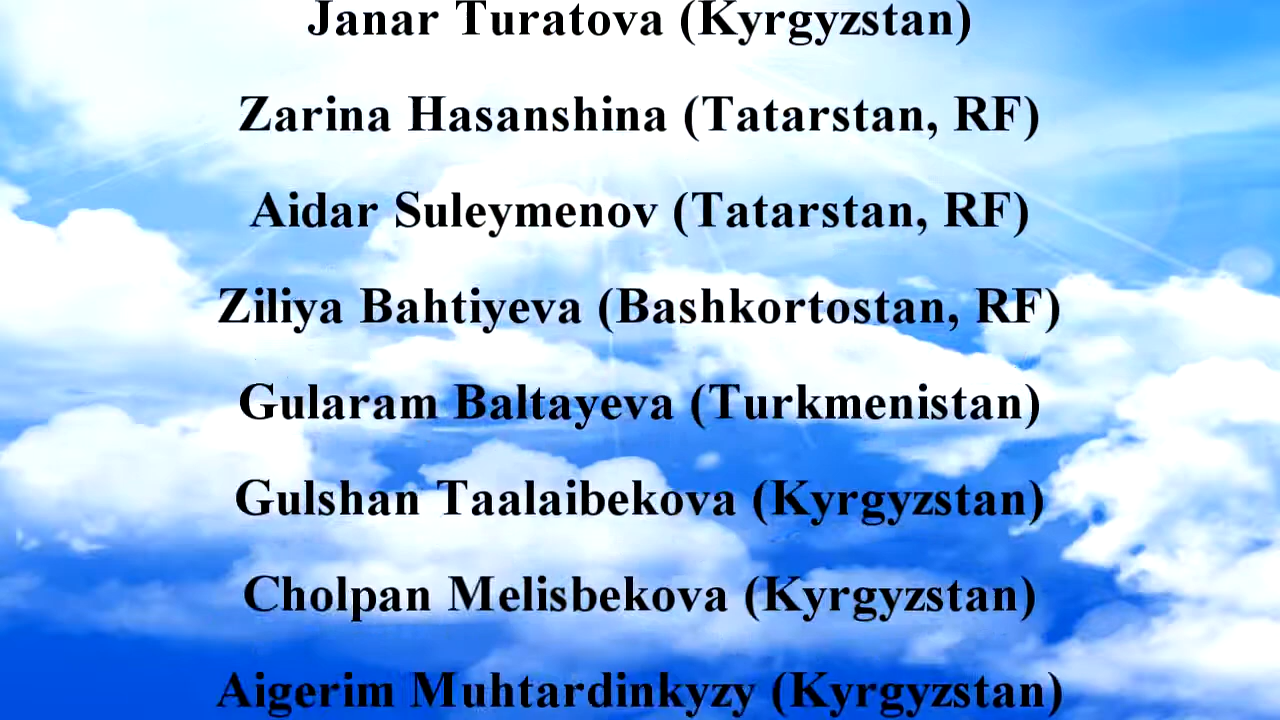 Janar Turatova (Kyrgyzstan)
Zarina Hasanshina (Tatarstan, RF)
Aidar Suleymenov (Tatarstan, RF)
Ziliya Bahtiyeva (Bashkortostan, RF)
Gularam Baltayeva (Turkmenistan)
Gulshan Taalaibekova (Kyrgyzstan)
Cholpan Melisbekova (Kyrgyzstan)
Aigerim Muhtardinkyzy (Kyrgyzstan)